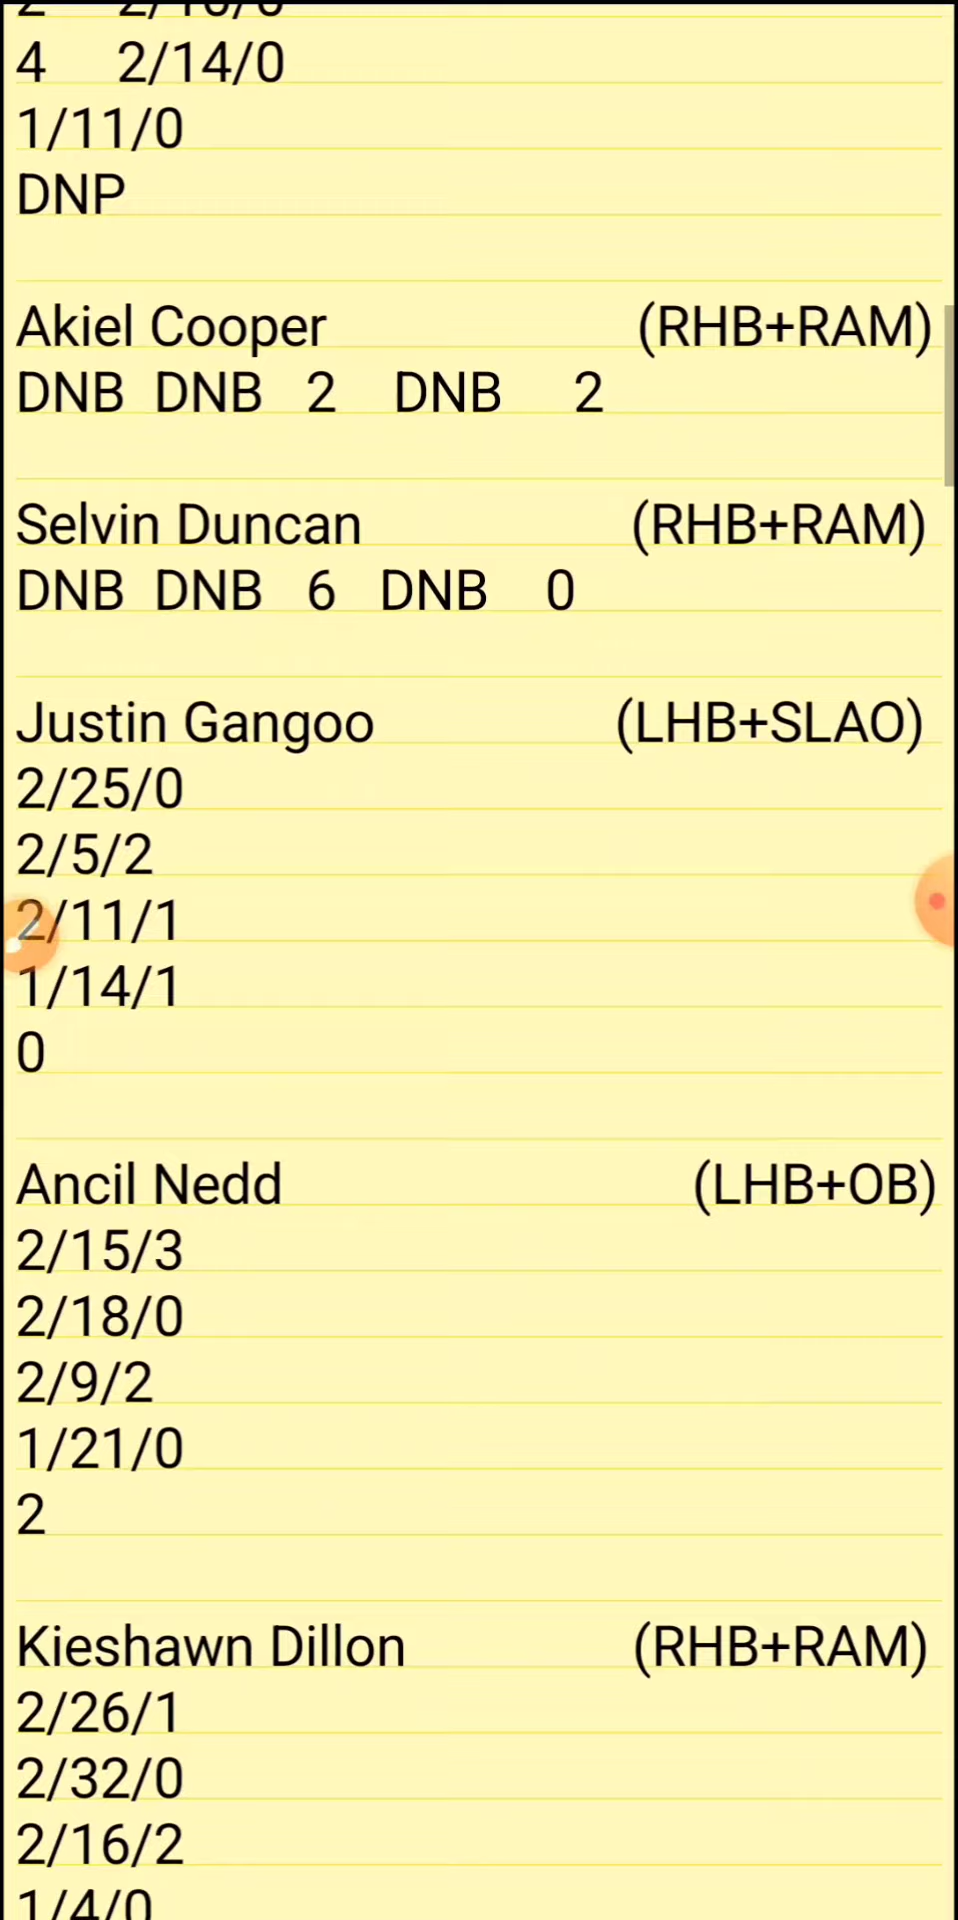 4 2/14/0
1/11/0
DNP
Akiel Cooper (RHB+RAM)
DNB DNB 2 DNB 2
Selvin Duncan (RHB+RAM)
DNB DNB 6 DNB 0
Justin Gangoo (LHB+SLAO)
2/25/0
2/5/2
2/11/1
1/14/1
0
Ancil Nedd (LHB+OB)
2/15/3
2/18/0
2/9/2
1/21/0
2
Kieshawn Dillon (RHB+RAM)
2/26/1
2/32/0
2/16/2
1/4/0